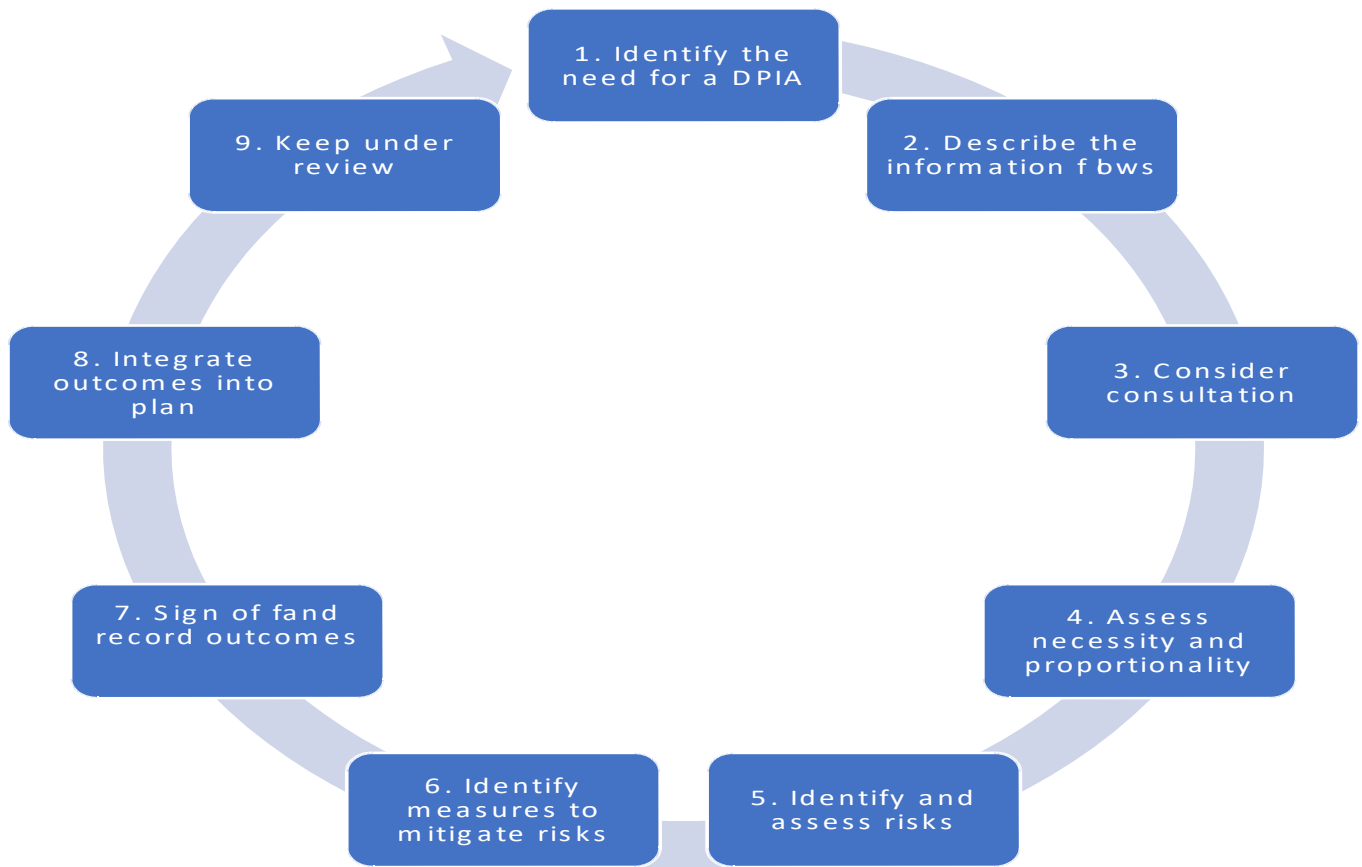 1. Identify the
need for a DPIA
2. Describe the
information f bws
3. Consider
consultation
4. Assess
necessity and
proportionality
5. Identify and
assess risks
6. Identify
measures to
mitigate risks
7. Sign of fand
record outcomes
8. Integrate
outcomes into
plan
9. Keep under
review